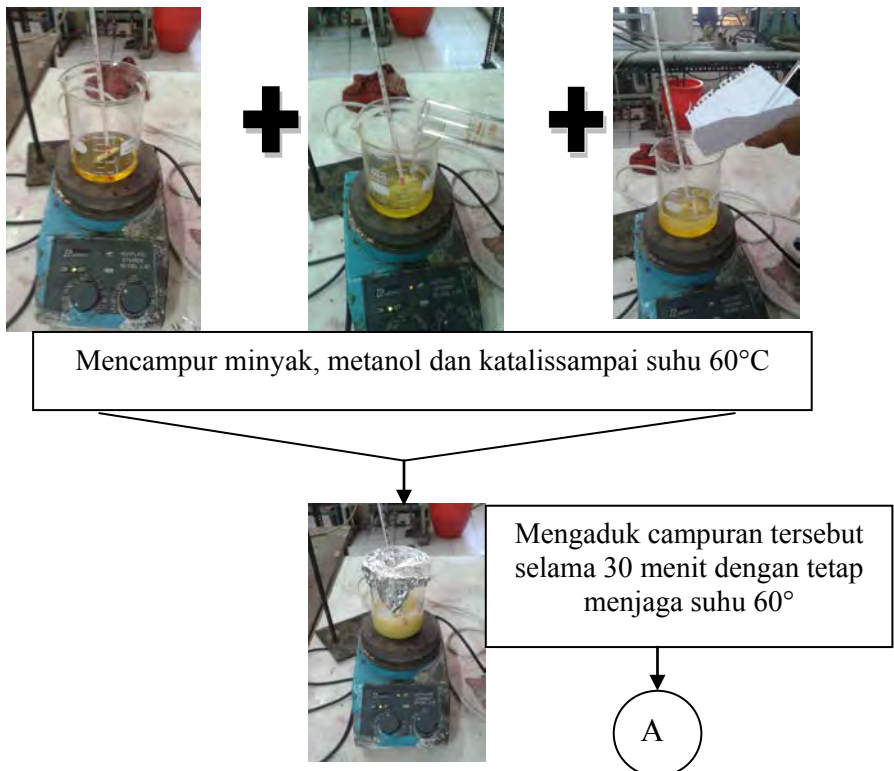 Mencampur minyak, metanol dan katalissampai suhu 60°C
Mengaduk campuran tersebut
selama 30 menit dengan tetap
menjaga suhu 60°
A